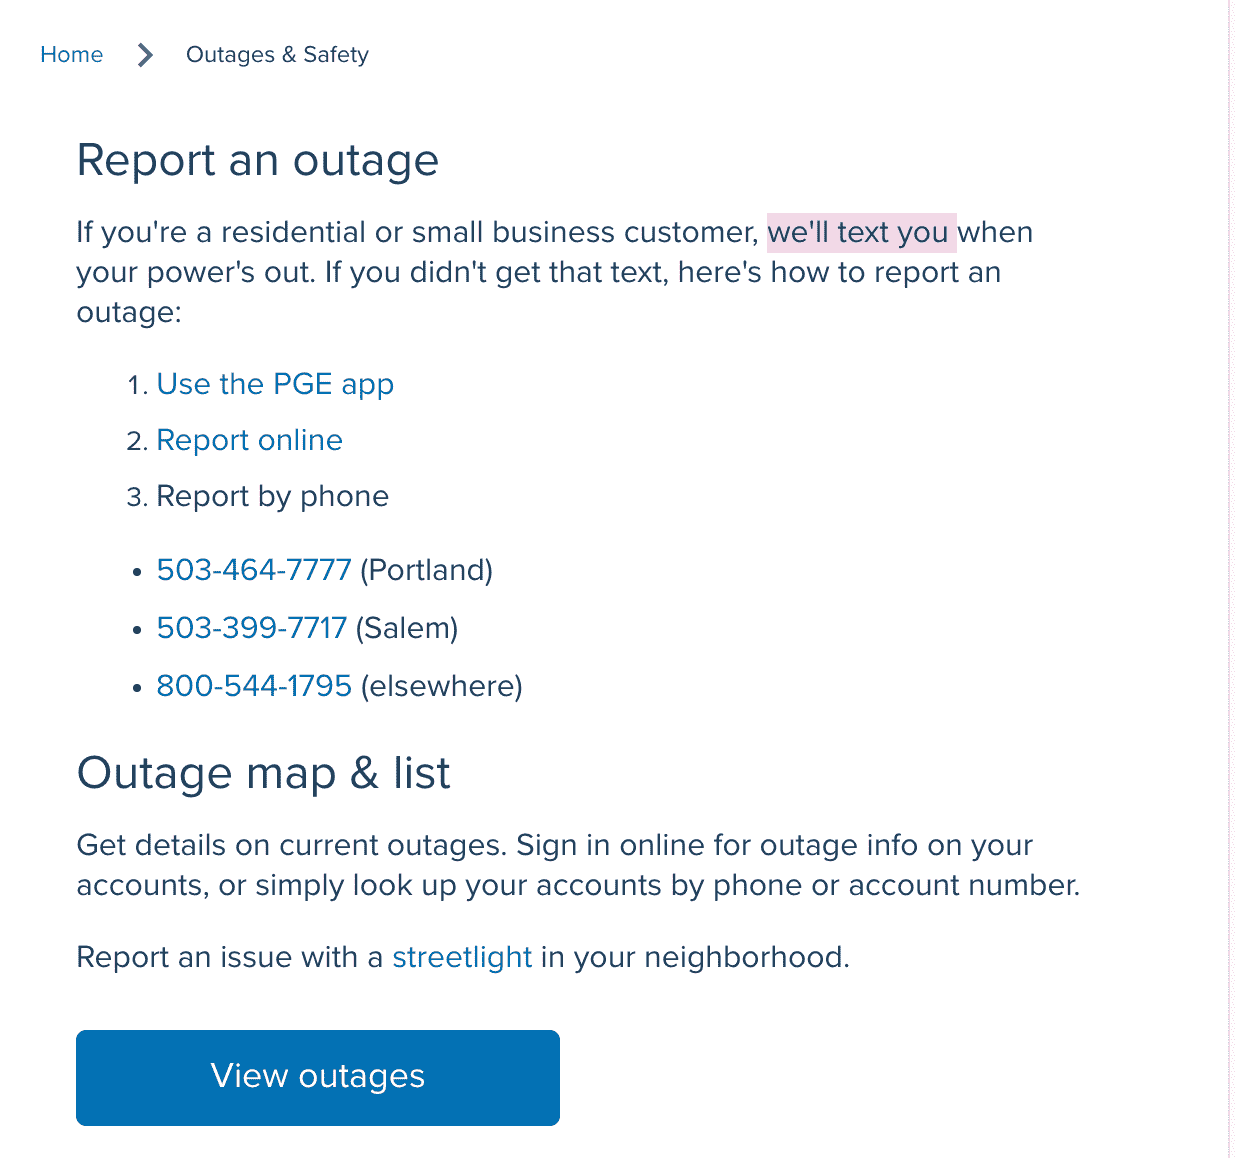 Home Outages & Safety
Report an outage
If you're a residential or small business customer, we'll text you when
your power's out. If you didn't get that text, here's how to report an
outage:
1. Use the PGE app
2. Report online
3. Report by phone
• 503-464-7777 (Portland)
• 503-399-7717 (Salem)
• 800-544-1795 (elsewhere)
Outage map & list
Get details on current outages. Sign in online for outage info on your
accounts, or simply look up your accounts by phone or account number.
Report an issue with a streetlight in your neighborhood.
View outages